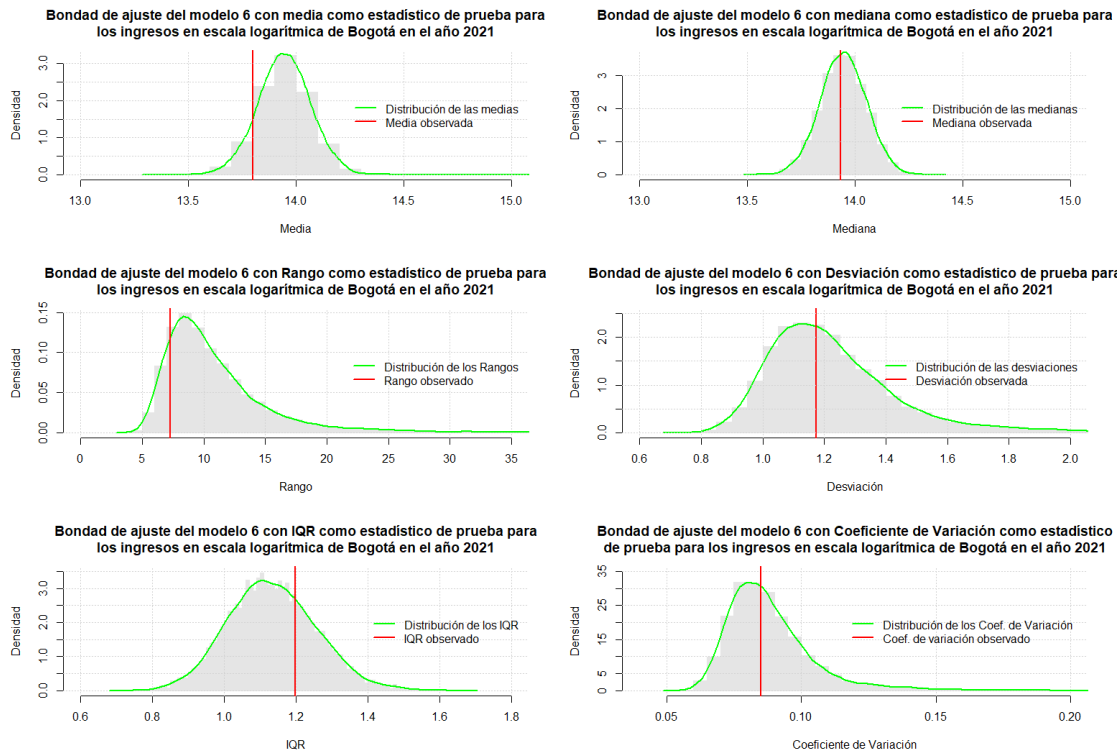 Bondad de ajuste del modelo 6 con media como estadístico de prueba para
los ingresos en escala logarítmica de Bogotá en el año 2021
Densidad
3.0
2.0
1.0
0.0
Distribución de las medias
Media observada
13.0 13.5 14.0 14.5 15.0
Media
Bondad de ajuste del modelo 6 con mediana como estadístico de prueba para
los ingresos en escala logarítmica de Bogotá en el año 2021
Densidad
3
2
1
0
Distribución de las medianas
Mediana observada
13.0 13.5 14.0 14.5 15.0
Mediana
Bondad de ajuste del modelo 6 con Rango como estadístico de prueba para
los ingresos en escala logarítmica de Bogotá en el año 2021
Densidad
0.15
0.10
0.05
0.00
Distribución de los Rangos
Rango observado
0 5 10 15 20 25 30 35
Rango
Bondad de ajuste del modelo 6 con Desviación como estadístico de prueba para
los ingresos en escala logarítmica de Bogotá en el año 2021
Densidad
2.0
1.0
0.0
Distribución de las desviaciones
Desviación observada
0.6 0.8 1.0 1.2 1.4 1.6 1.8 2.0
Desviación
Bondad de ajuste del modelo 6 con IQR como estadístico de prueba para
los ingresos en escala logarítmica de Bogotá en el año 2021
Densidad
3.0
2.0
1.0
0.0
Distribución de los IQR
IQR observado
0.6 0.8 1.0 1.2 1.4 1.6 1.8
IQR
Bondad de ajuste del modelo 6 con Coeficiente de Variación como estadístico
de prueba para los ingresos en escala logarítmica de Bogotá en el año 2021
Densidad
35
25
15
5
0
Distribución de los Coef. de Variación
Coef. de variación observado
0.05 0.10 0.15 0.20
Coeficiente de Variación